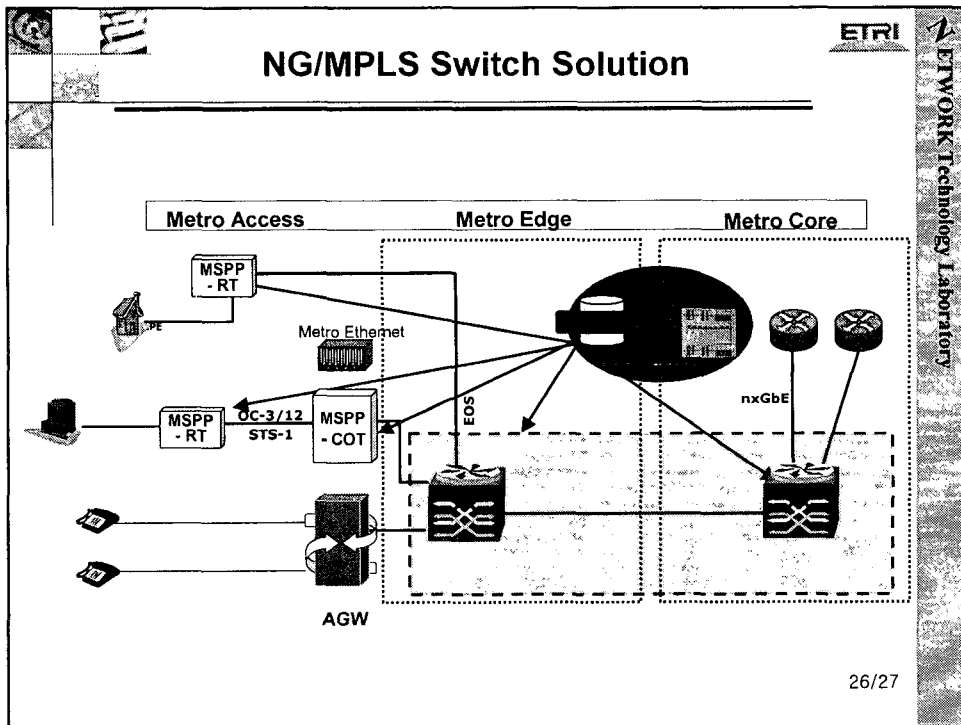 NG/MPLS Switch Solution
ETRI
NETWORK Technology Laboratory
Metro Access
Metro Edge
Metro Core
MSPP
- RT
PE
Metro Ethernet
nxGbE
MSPP
- RT
OC-3/12
STS-1
MSPP
- COT
EOS
AGW
26/27